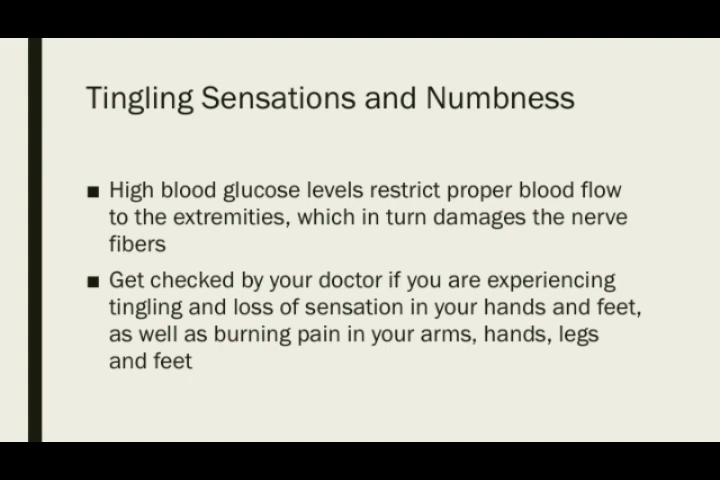 Tingling Sensations and Numbness
■ High blood glucose levels restrict proper blood flow
to the extremities, which in turn damages the nerve
fibers
■ Get checked by your doctor if you are experiencing
tingling and loss of sensation in your hands and feet,
as well as burning pain in your arms, hands, legs
and feet